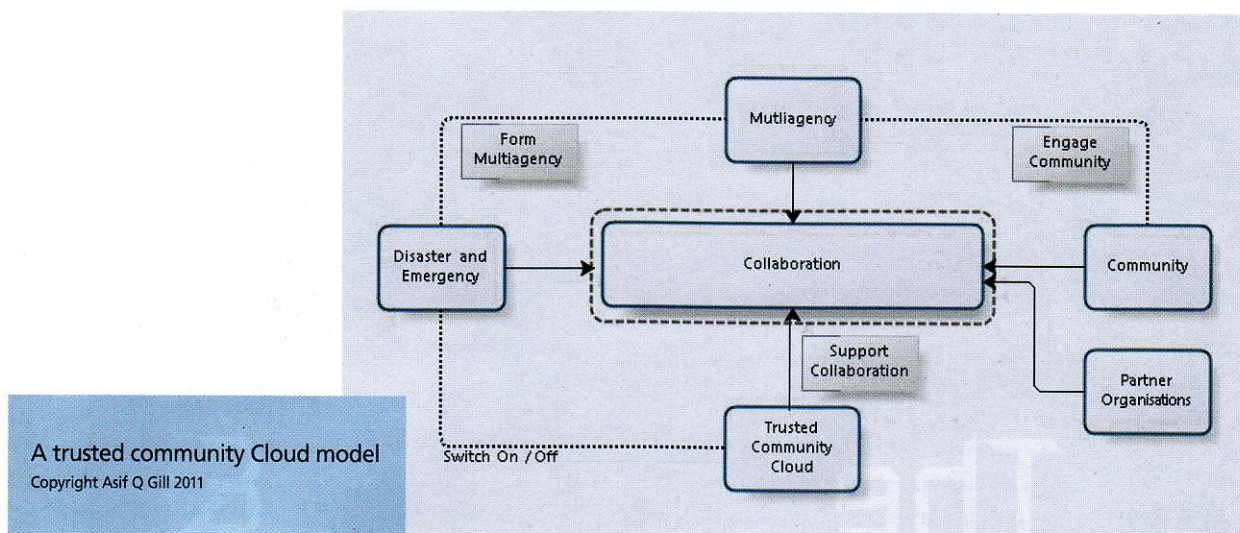 Mutliagency
Form
Multiagency
Engage
Community
Disaster and
Emergency
Collaboration
Community
Support
Collaboration
Partner
Organisations
Trusted
Community
Cloud
Switch On / Off
A trusted community Cloud model
Copyright Asif Q Gill 2011